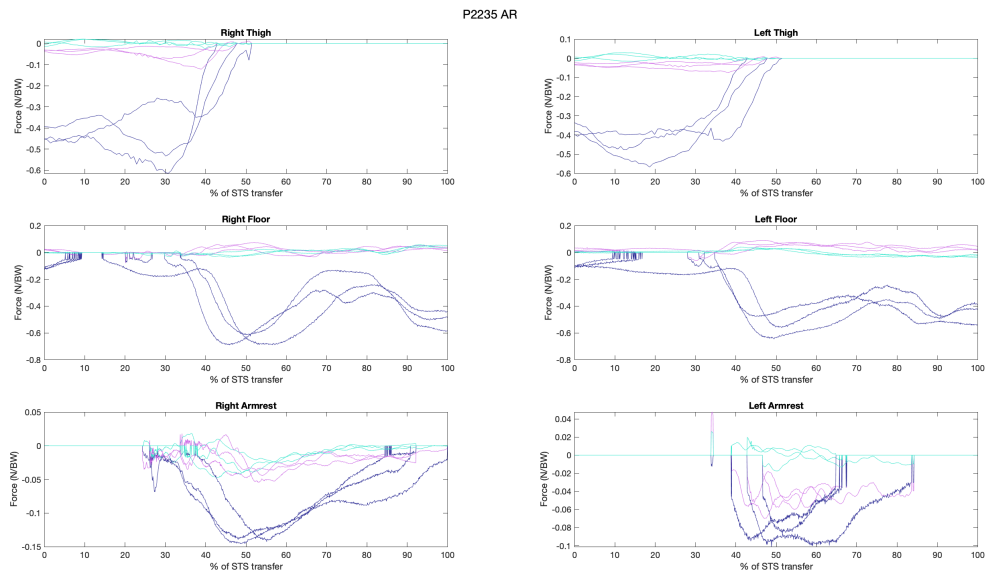 P2235 AR
Right Thigh
Force (N/BW)
0
-0.1
-0.2
-0.3
-0.4
-0.5
-0.6
0 10 20 30 40 50 60 70 80 90 100
% of STS transfer
Left Thigh
Force (N/BW)
0.1
0
-0.1
-0.2
-0.3
-0.4
-0.5
-0.6
0 10 20 30 40 50 60 70 80 90 100
% of STS transfer
Right Floor
Force (N/BW)
0.2
0
-0.2
-0.4
-0.6
-0.8
0 10 20 30 40 50 60 70 80 90 100
% of STS transfer
Left Floor
Force (N/BW)
0.2
0
-0.2
-0.4
-0.6
-0.8
0 10 20 30 40 50 60 70 80 90 100
% of STS transfer
Right Armrest
Force (N/BW)
0.05
0
-0.05
-0.1
-0.15
0 10 20 30 40 50 60 70 80 90 100
% of STS transfer
Left Armrest
Force (N/BW)
0.04
0.02
0
-0.02
-0.04
-0.06
-0.08
-0.1
0 10 20 30 40 50 60 70 80 90 100
% of STS transfer